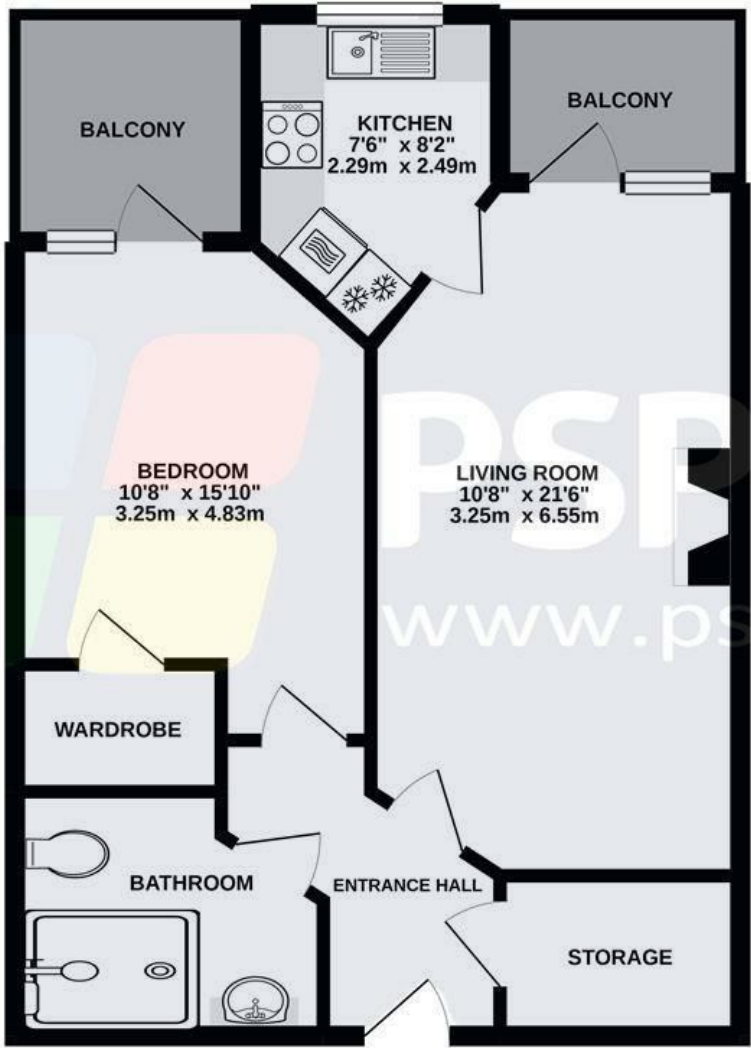 BALCONY
KITCHEN
7'6" x 8'2"
2.29m x 2.49m
BALCONY
BEDROOM
10'8" x 15'10"
3.25m x 4.83m
LIVING ROOM
10'8" x 21'6"
3.25m x 6.55m
PSP
www.ps
WARDROBE
BATHROOM
ENTRANCE HALL
STORAGE